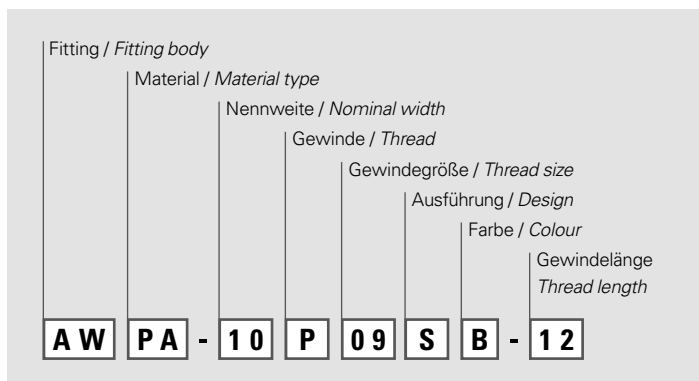 Fitting / Fitting body
Material / Material type
Nennweite / Nominal width
Gewinde / Thread
Gewindegröße / Thread size
Ausführung / Design
Farbe / Colour
Gewindelänge
Thread length
AW PA - 10 P 09 S B - 12